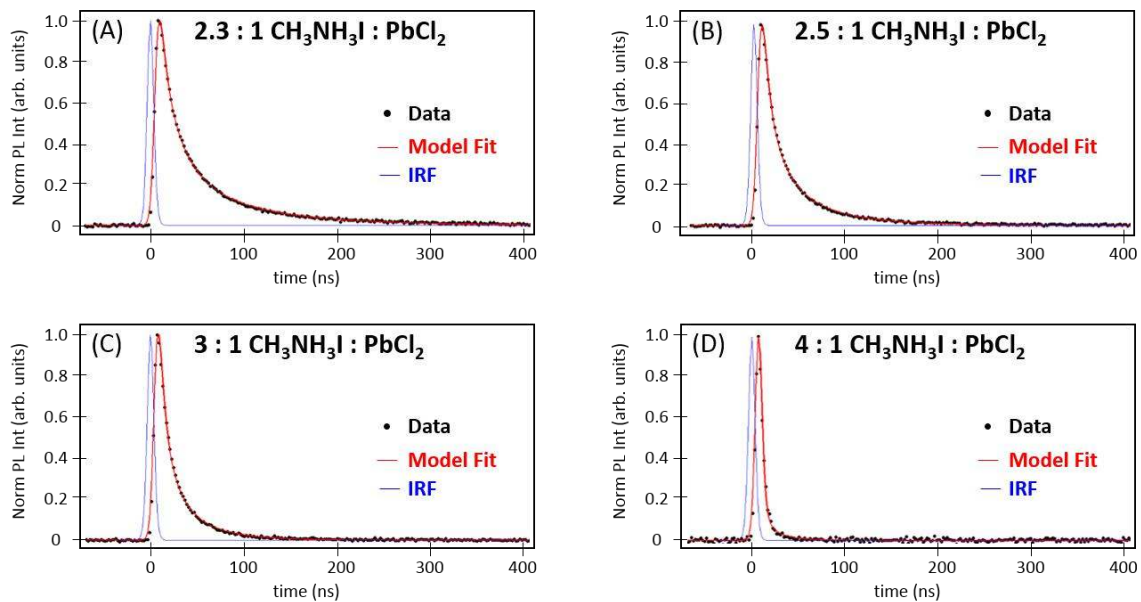 (A) 2.3 : 1 CH₃NH₃I : PbCl₂
Norm PL Int (arb. units)
1.0
0.8
0.6
0.4
0.2
0
Data
Model Fit
IRF
0 100 200 300 400
time (ns)
(B) 2.5 : 1 CH₃NH₃I : PbCl₂
Norm PL Int (arb. units)
1.0
0.8
0.6
0.4
0.2
0
Data
Model Fit
IRF
0 100 200 300 400
time (ns)
(C) 3 : 1 CH₃NH₃I : PbCl₂
Norm PL Int (arb. units)
1.0
0.8
0.6
0.4
0.2
0
Data
Model Fit
IRF
0 100 200 300 400
time (ns)
(D) 4 : 1 CH₃NH₃I : PbCl₂
Norm PL Int (arb. units)
1.0
0.8
0.6
0.4
0.2
0
Data
Model Fit
IRF
0 100 200 300 400
time (ns)